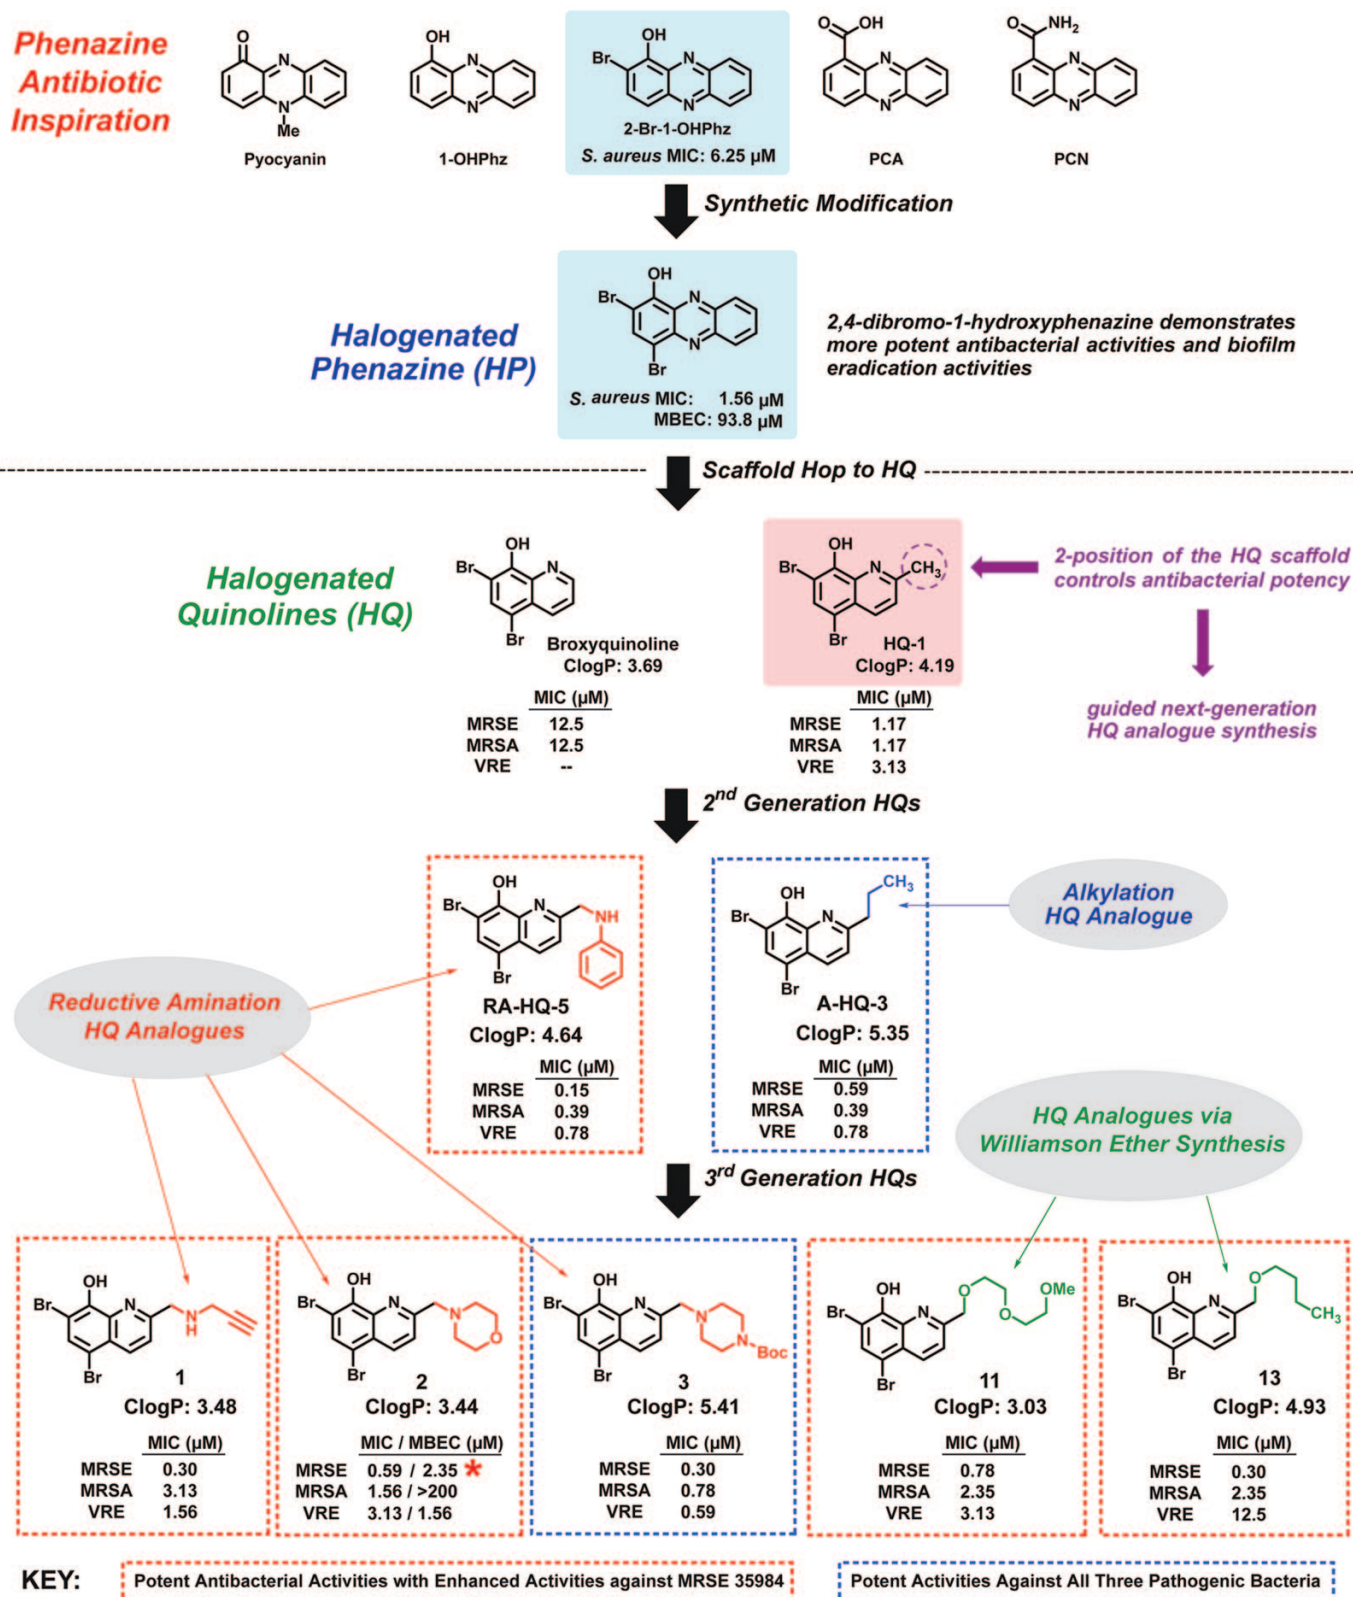 Phenazine
Antibiotic
Inspiration
O
N
N
Me
Pyocyanin
OH
N
N
1-OHPhz
OH
Br
N
N
2-Br-1-OHPhz
S. aureus MIC: 6.25 µM
O
OH
N
N
PCA
O
NH2
N
N
PCN
Synthetic Modification
Halogenated
Phenazine (HP)
OH
Br
N
N
Br
S. aureus MIC: 1.56 µM
MBEC: 93.8 µM
2,4-dibromo-1-hydroxyphenazine demonstrates
more potent antibacterial activities and biofilm
eradication activities
Scaffold Hop to HQ
Halogenated
Quinolines (HQ)
OH
Br
N
Br
Broxyquinoline
ClogP: 3.69
MIC (µM)
MRSE 12.5
MRSA 12.5
VRE --
OH
Br
N
CH3
Br
HQ-1
ClogP: 4.19
MIC (µM)
MRSE 1.17
MRSA 1.17
VRE 3.13
2-position of the HQ scaffold
controls antibacterial potency
guided next-generation
HQ analogue synthesis
2nd Generation HQs
OH
Br
N
NH
Br
RA-HQ-5
ClogP: 4.64
MIC (µM)
MRSE 0.15
MRSA 0.39
VRE 0.78
CH3
OH
Br
N
Br
A-HQ-3
ClogP: 5.35
MIC (µM)
MRSE 0.59
MRSA 0.39
VRE 0.78
Alkylation
HQ Analogue
Reductive Amination
HQ Analogues
HQ Analogues via
Williamson Ether Synthesis
3rd Generation HQs
OH
Br
N
N
H
Br
1
ClogP: 3.48
MIC (µM)
MRSE 0.30
MRSA 3.13
VRE 1.56
OH
Br
N
N
O
Br
2
ClogP: 3.44
MIC / MBEC (µM)
MRSE 0.59 / 2.35 *
MRSA 1.56 / >200
VRE 3.13 / 1.56
OH
Br
N
N
N
Boc
Br
3
ClogP: 5.41
MIC (µM)
MRSE 0.30
MRSA 0.78
VRE 0.59
OH
Br
N
O
O
OMe
Br
11
ClogP: 3.03
MIC (µM)
MRSE 0.78
MRSA 2.35
VRE 3.13
OH
Br
N
O
CH3
Br
13
ClogP: 4.93
MIC (µM)
MRSE 0.30
MRSA 2.35
VRE 12.5
KEY:
Potent Antibacterial Activities with Enhanced Activities against MRSE 35984
Potent Activities Against All Three Pathogenic Bacteria